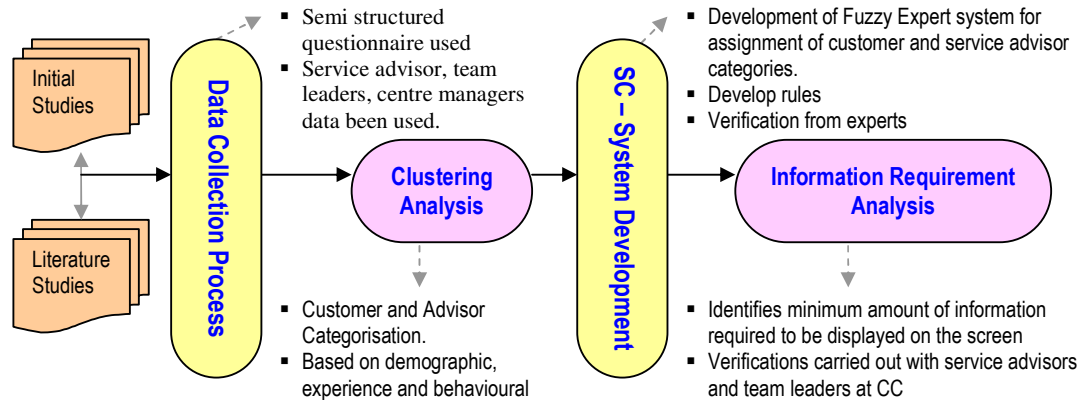 Initial
Studies
Literature
Studies
Data Collection Process
▪ Semi structured
questionnaire used
▪ Service advisor, team
leaders, centre managers
data been used.
Clustering
Analysis
▪ Customer and Advisor
Categorisation.
▪ Based on demographic,
experience and behavioural
SC – System Development
▪ Development of Fuzzy Expert system for
assignment of customer and service advisor
categories.
▪ Develop rules
▪ Verification from experts
Information Requirement
Analysis
▪ Identifies minimum amount of information
required to be displayed on the screen
▪ Verifications carried out with service advisors
and team leaders at CC